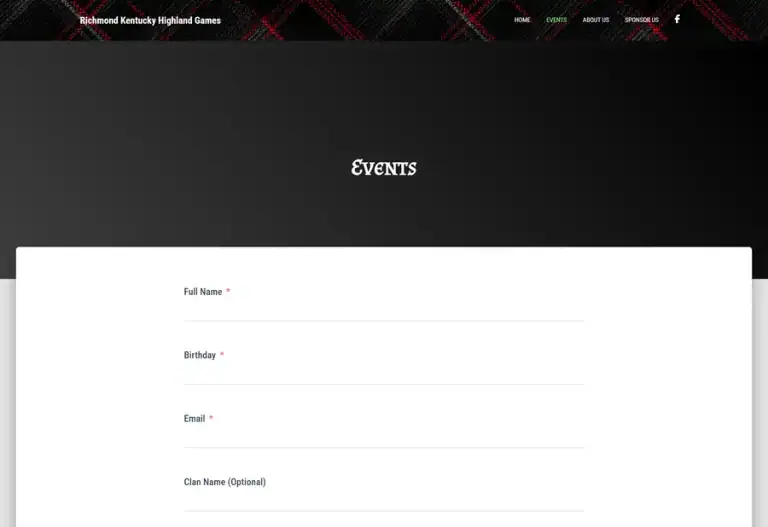 Richmond Kentucky Highland Games
HOME EVENTS ABOUT US SPONSOR US
Events
Full Name *
Birthday *
Email *
Clan Name (Optional)